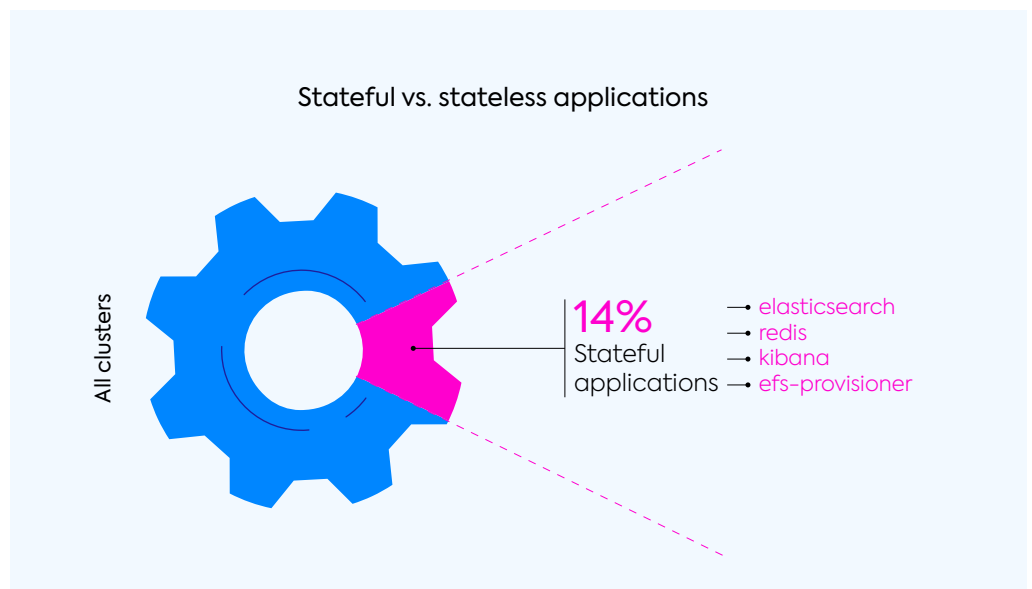 Stateful vs. stateless applications
All clusters
14%
Stateful
applications
elasticsearch
redis
kibana
efs-provisioner